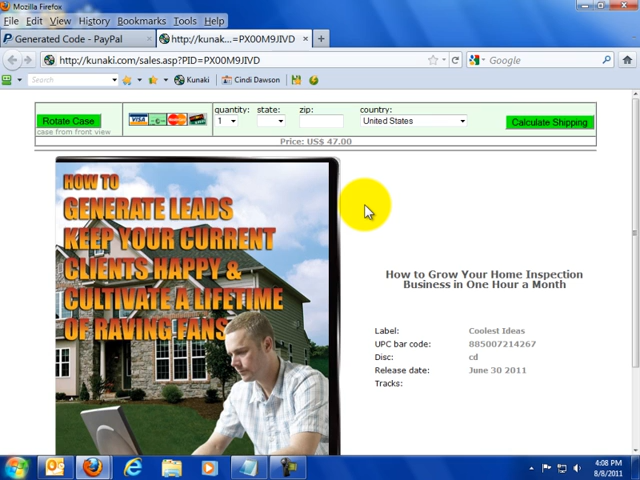 Mozilla Firefox
File Edit View History Bookmarks Tools Help
Generated Code - PayPal
http://kunak...=PX00M9JIVD
http://kunaki.com/sales.asp?PID=PX00M9JIVD
Google
Search
Kunaki
Cindi Dawson
quantity: state: zip: country:
Rotate Case
case from front view
VISA
1
United States
Calculate Shipping
Price: US$ 47.00
HOW TO
GENERATE LEADS
KEEP YOUR CURRENT
CLIENTS HAPPY &
CULTIVATE A LIFETIME
OF RAVING FANS
How to Grow Your Home Inspection
Business in One Hour a Month
Label: Coolest Ideas
UPC bar code: 885007214267
Disc: cd
Release date: June 30 2011
Tracks:
4:08 PM
8/8/2011